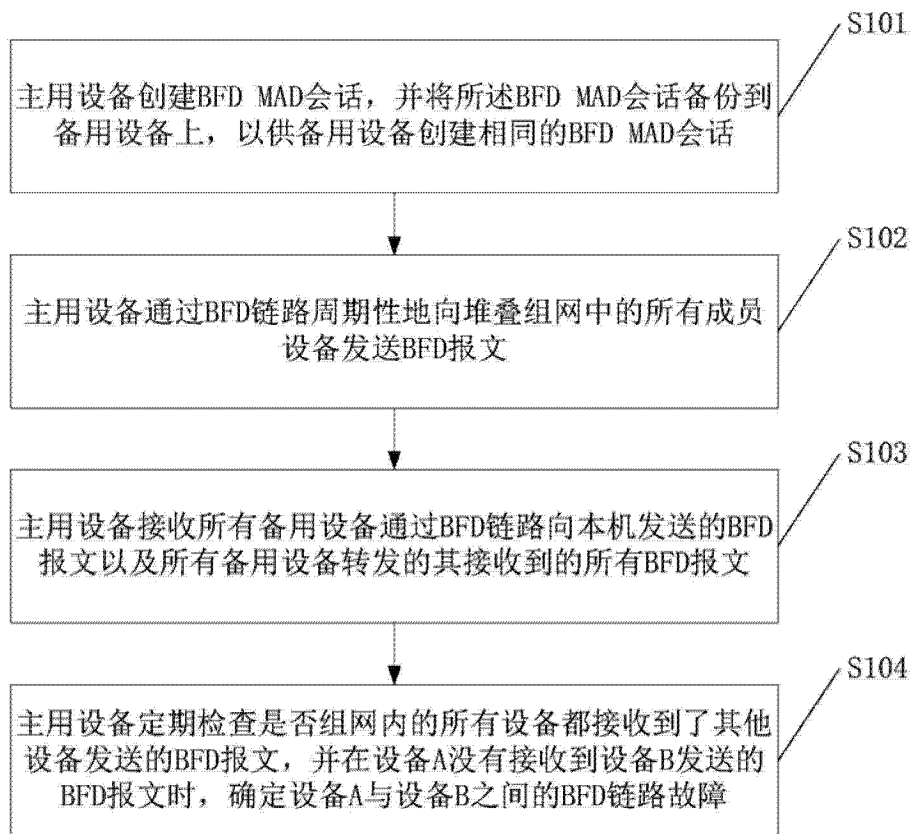 S101
主用设备创建BFD MAD会话，并将所述BFD MAD会话备份到
备用设备上，以供备用设备创建相同的BFD MAD会话
S102
主用设备通过BFD链路周期性地向堆叠组网中的所有成员
设备发送BFD报文
S103
主用设备接收所有备用设备通过BFD链路向本机发送的BFD
报文以及所有备用设备转发的其接收到的所有BFD报文
S104
主用设备定期检查是否组网内的所有设备都接收到了其他
设备发送的BFD报文，并在设备A没有接收到设备B发送的
BFD报文时，确定设备A与设备B之间的BFD链路故障